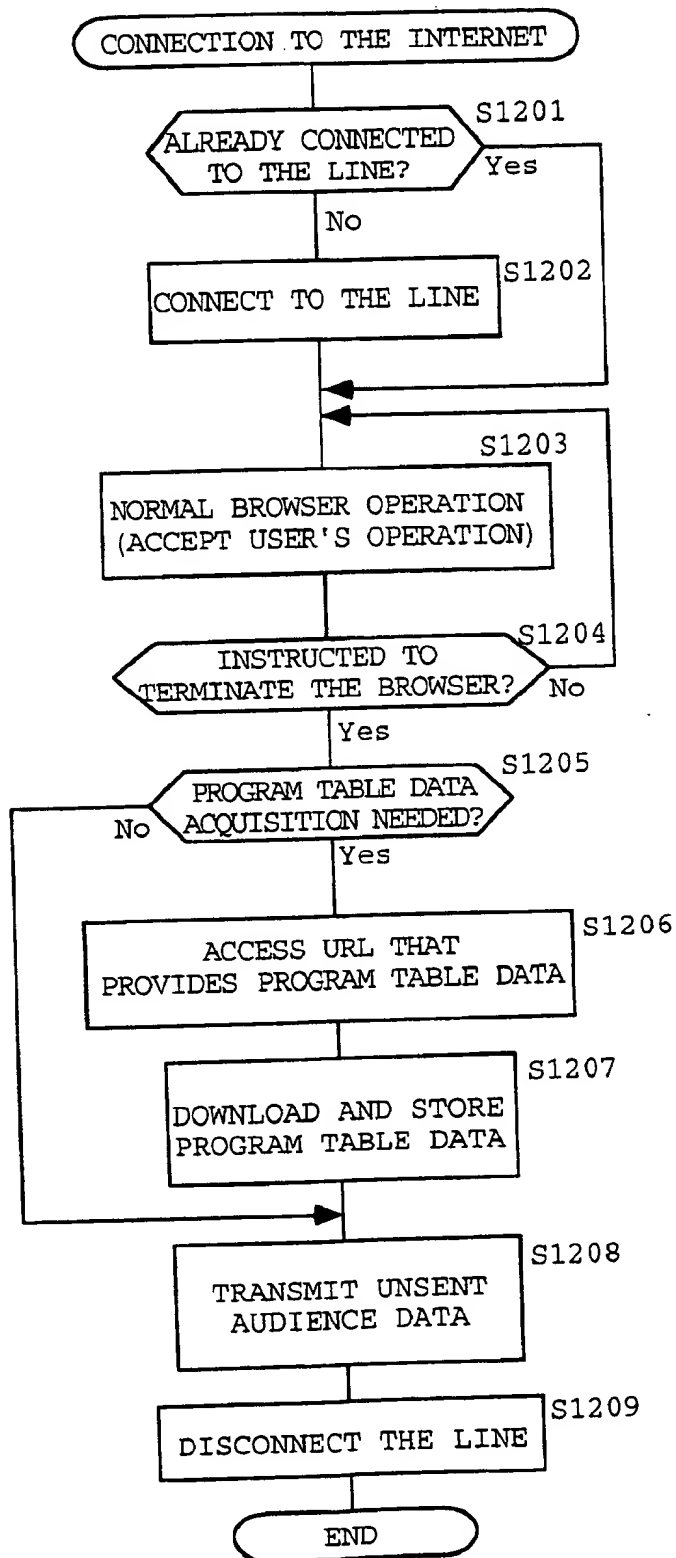 CONNECTION TO THE INTERNET
S1201
ALREADY CONNECTED
TO THE LINE?
Yes
No
S1202
CONNECT TO THE LINE
S1203
NORMAL BROWSER OPERATION
(ACCEPT USER'S OPERATION)
S1204
INSTRUCTED TO
TERMINATE THE BROWSER?
No
Yes
S1205
PROGRAM TABLE DATA
ACQUISITION NEEDED?
No
Yes
S1206
ACCESS URL THAT
PROVIDES PROGRAM TABLE DATA
S1207
DOWNLOAD AND STORE
PROGRAM TABLE DATA
S1208
TRANSMIT UNSENT
AUDIENCE DATA
S1209
DISCONNECT THE LINE
END